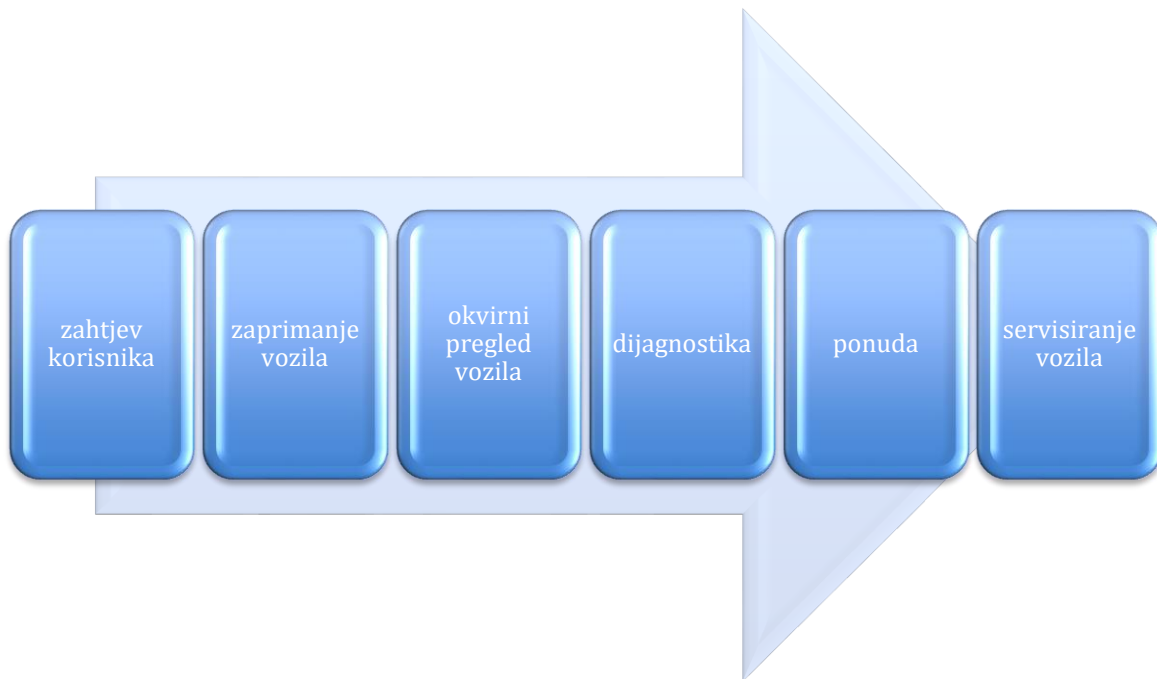 zahtjev
korisnika
zaprimanje
vozila
okvirni
pregled
vozila
dijagnostika
ponuda
servisiranje
vozila